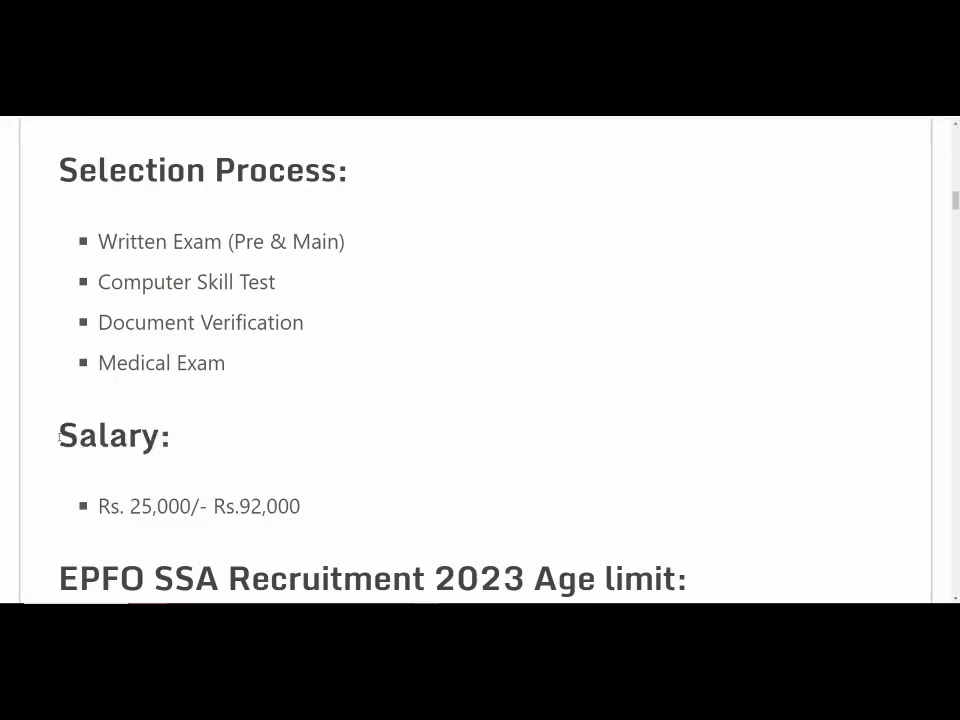 Selection Process:
Written Exam (Pre & Main)
Computer Skill Test
Document Verification
Medical Exam
Salary:
Rs. 25,000/- Rs.92,000
EPFO SSA Recruitment 2023 Age limit: